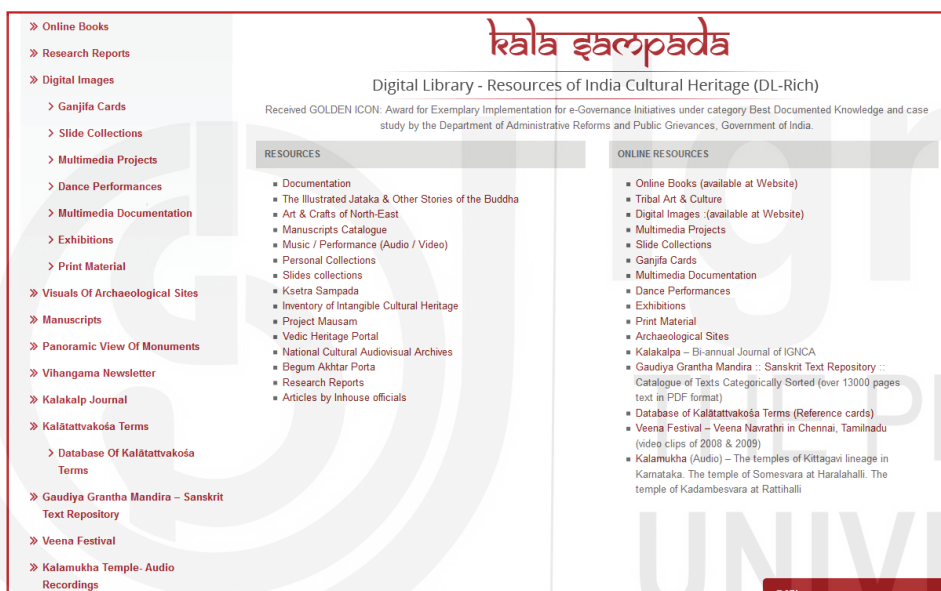 Online Books
Research Reports
Digital Images
Ganjifa Cards
Slide Collections
Multimedia Projects
Dance Performances
Multimedia Documentation
Exhibitions
Print Material
Visuals Of Archaeological Sites
Manuscripts
Panoramic View Of Monuments
Vihangama Newsletter
Kalakalp Journal
Kalātattvakośa Terms
Database Of Kalātattvakośa
Terms
Gaudiya Grantha Mandira – Sanskrit
Text Repository
Veena Festival
Kalamukha Temple- Audio
Recordings
kala sampada
Digital Library - Resources of India Cultural Heritage (DL-Rich)
Received GOLDEN ICON: Award for Exemplary Implementation for e-Governance Initiatives under category Best Documented Knowledge and case
study by the Department of Administrative Reforms and Public Grievances, Government of India.
RESOURCES
Documentation
The Illustrated Jataka & Other Stories of the Buddha
Art & Crafts of North-East
Manuscripts Catalogue
Music / Performance (Audio / Video)
Personal Collections
Slides collections
Ksetra Sampada
Inventory of Intangible Cultural Heritage
Project Mausam
Vedic Heritage Portal
National Cultural Audiovisual Archives
Begum Akhtar Porta
Research Reports
Articles by Inhouse officials
ONLINE RESOURCES
Online Books (available at Website)
Tribal Art & Culture
Digital Images :(available at Website)
Multimedia Projects
Slide Collections
Ganjifa Cards
Multimedia Documentation
Dance Performances
Exhibitions
Print Material
Archaeological Sites
Kalakalpa – Bi-annual Journal of IGNCA
Gaudiya Grantha Mandira :: Sanskrit Text Repository ::
Catalogue of Texts Categorically Sorted (over 13000 pages
text in PDF format)
Database of Kalātattvakośa Terms (Reference cards)
Veena Festival – Veena Navrathri in Chennai, Tamilnadu
(video clips of 2008 & 2009)
Kalamukha (Audio) – The temples of Kittagavi lineage in
Karnataka. The temple of Somesvara at Haralahalli. The
temple of Kadambesvara at Rattihalli